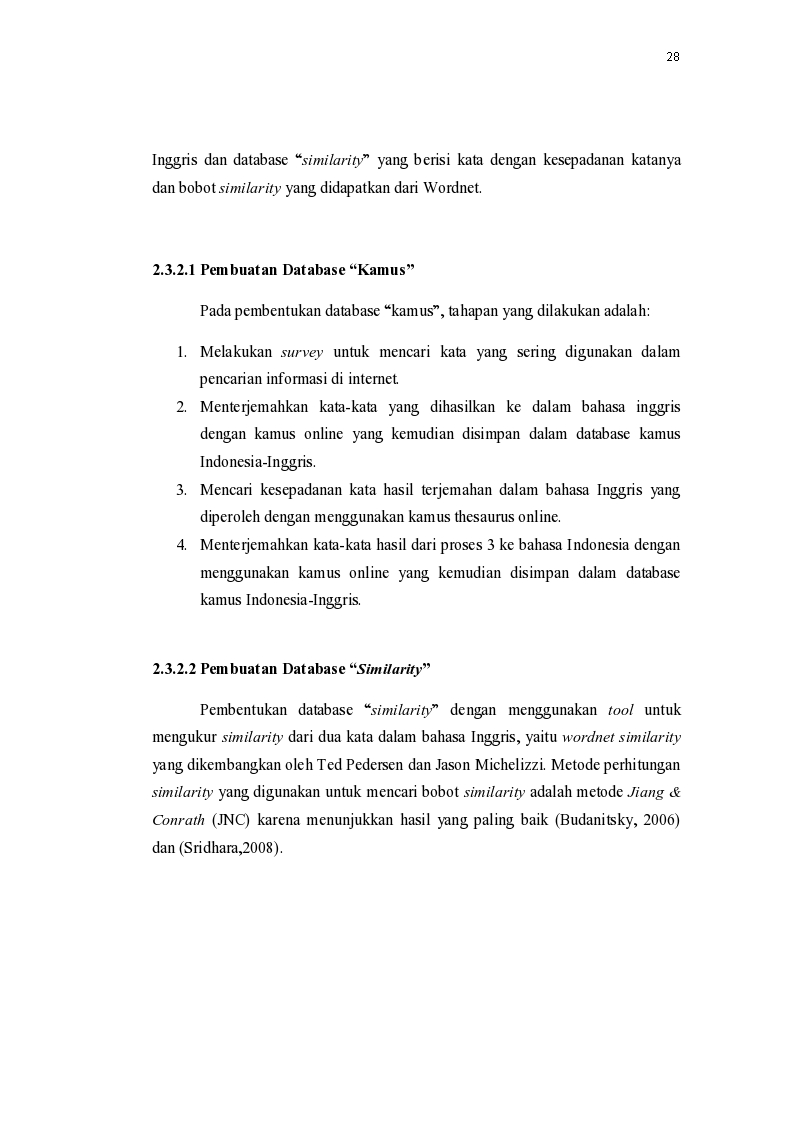 28
Inggris dan database “similarity” yang berisi kata dengan kesepadanan katanya
dan bobot similarity yang didapatkan dari Wordnet.
2.3.2.1 Pembuatan Database “Kamus”
Pada pembentukan database “kamus”, tahapan yang dilakukan adalah:
1. Melakukan survey untuk mencari kata yang sering digunakan dalam
pencarian informasi di internet.
2. Menterjemahkan kata-kata yang dihasilkan ke dalam bahasa inggris
dengan kamus online yang kemudian disimpan dalam database kamus
Indonesia-Inggris.
3. Mencari kesepadanan kata hasil terjemahan dalam bahasa Inggris yang
diperoleh dengan menggunakan kamus thesaurus online.
4. Menterjemahkan kata-kata hasil dari proses 3 ke bahasa Indonesia dengan
menggunakan kamus online yang kemudian disimpan dalam database
kamus Indonesia-Inggris.
2.3.2.2 Pembuatan Database “Similarity”
Pembentukan database “similarity” dengan menggunakan tool untuk
mengukur similarity dari dua kata dalam bahasa Inggris, yaitu wordnet similarity
yang dikembangkan oleh Ted Pedersen dan Jason Michelizzi. Metode perhitungan
similarity yang digunakan untuk mencari bobot similarity adalah metode Jiang &
Conrath (JNC) karena menunjukkan hasil yang paling baik (Budanitsky, 2006)
dan (Sridhara,2008).